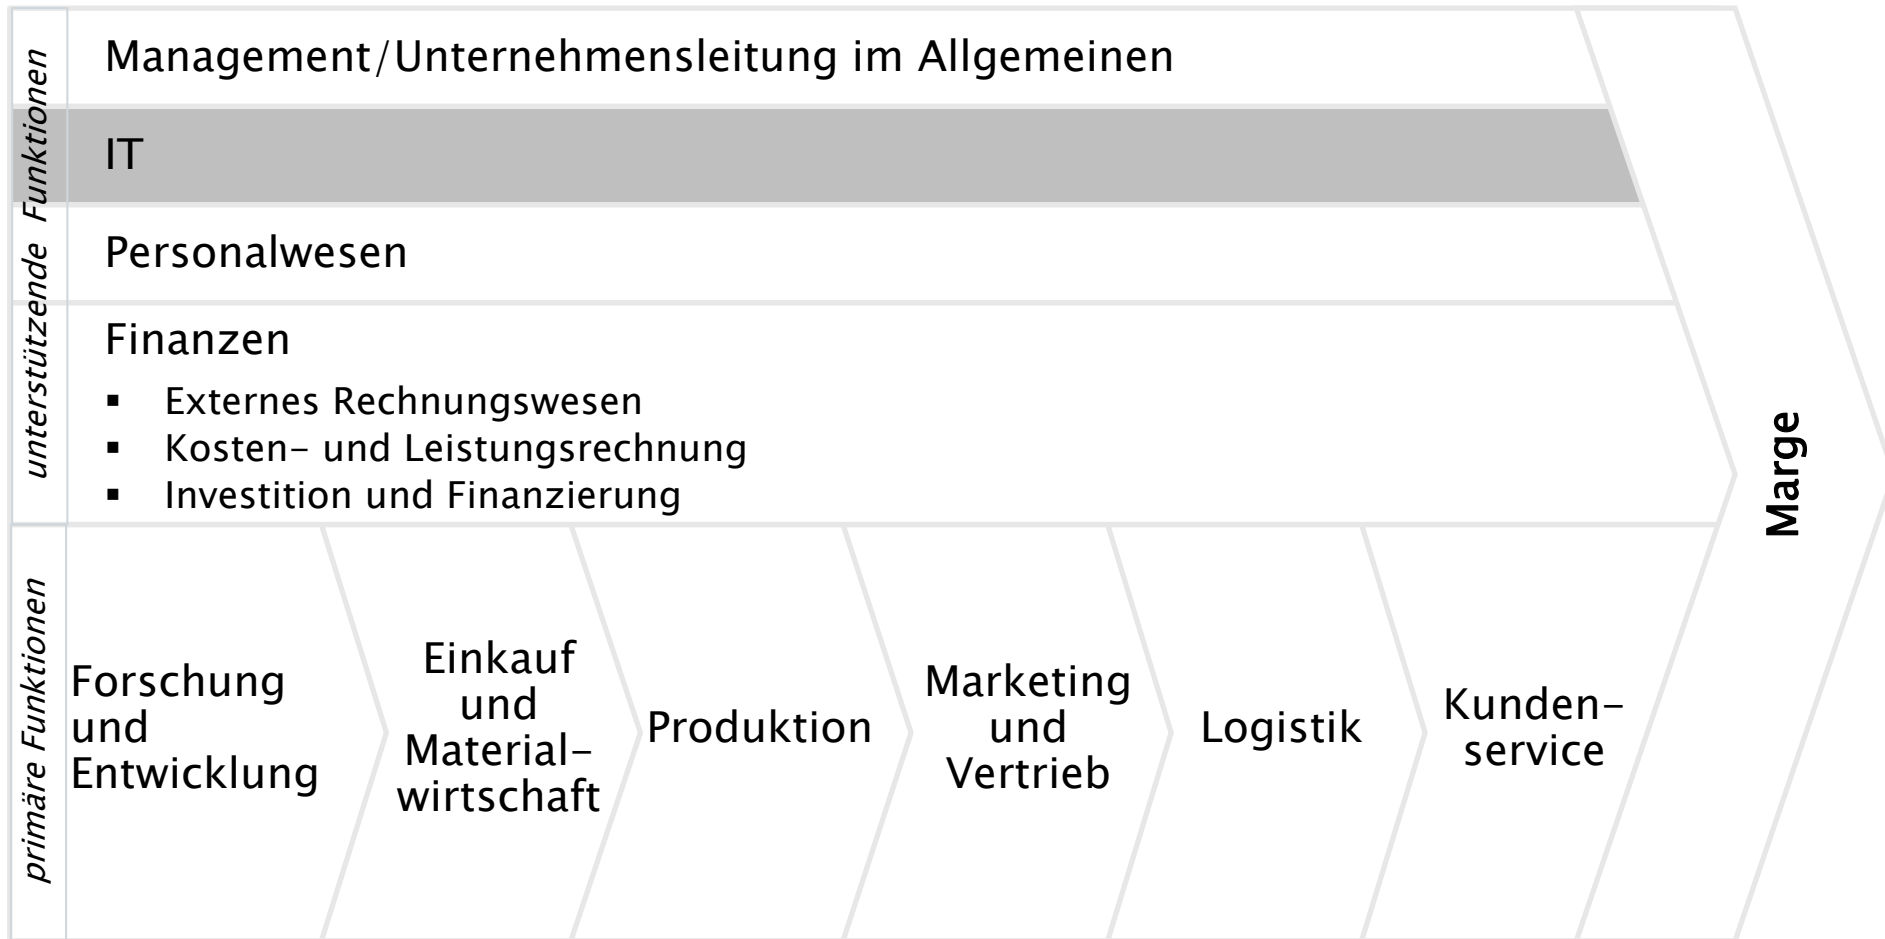 unterstützende Funktionen
Management/Unternehmensleitung im Allgemeinen
IT
Personalwesen
Finanzen
▪ Externes Rechnungswesen
▪ Kosten- und Leistungsrechnung
▪ Investition und Finanzierung
primäre Funktionen
Forschung
und
Entwicklung
Einkauf
und
Material-
wirtschaft
Produktion
Marketing
und
Vertrieb
Logistik
Kunden-
service
Marge